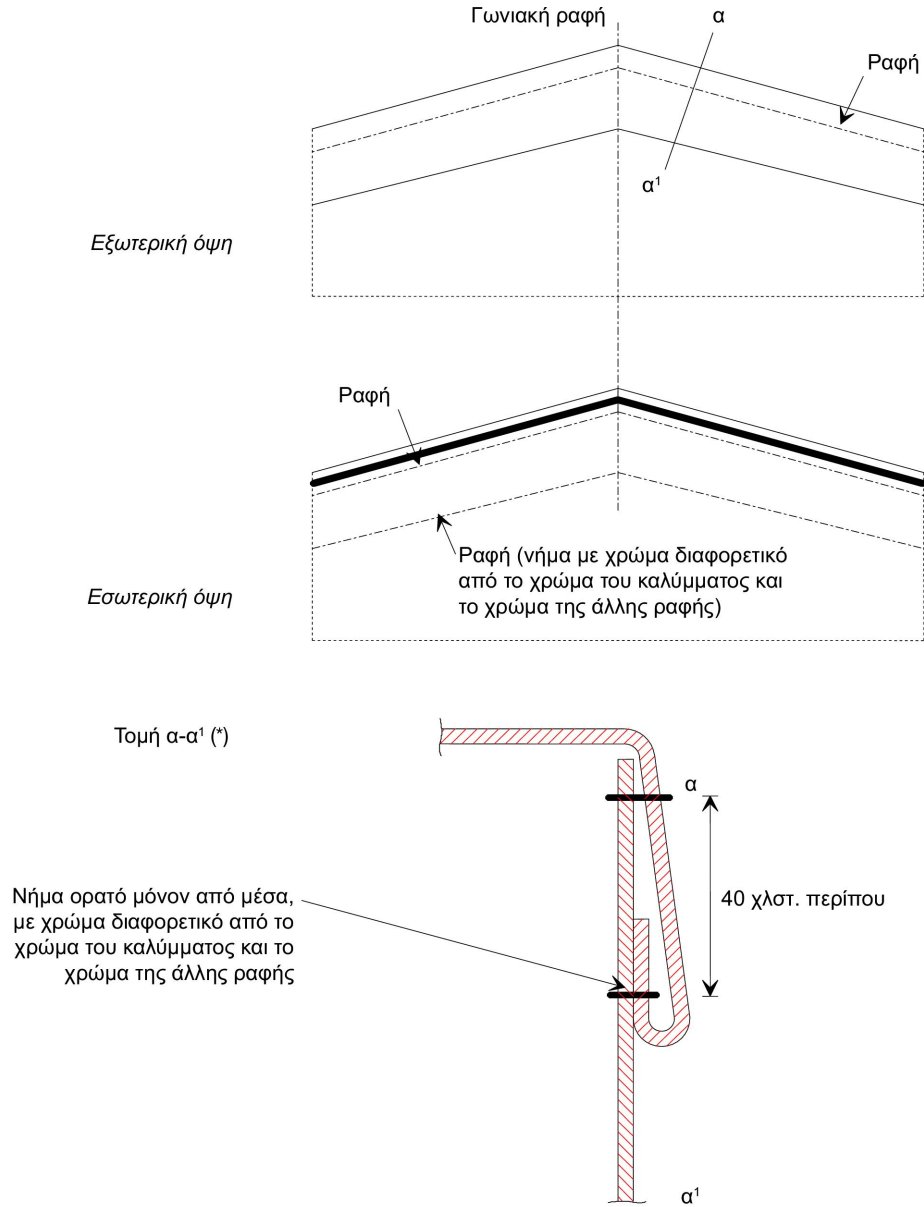 Γωνιακή ραφή
α
Ραφή
α¹
Εξωτερική όψη
Ραφή
Ραφή (νήμα με χρώμα διαφορετικό
από το χρώμα του καλύμματος και
το χρώμα της άλλης ραφής)
Εσωτερική όψη
Τομή α-α¹ (*)
α
Νήμα ορατό μόνον από μέσα,
με χρώμα διαφορετικό από το
χρώμα του καλύμματος και το
χρώμα της άλλης ραφής
40 χλστ. περίπου
α¹